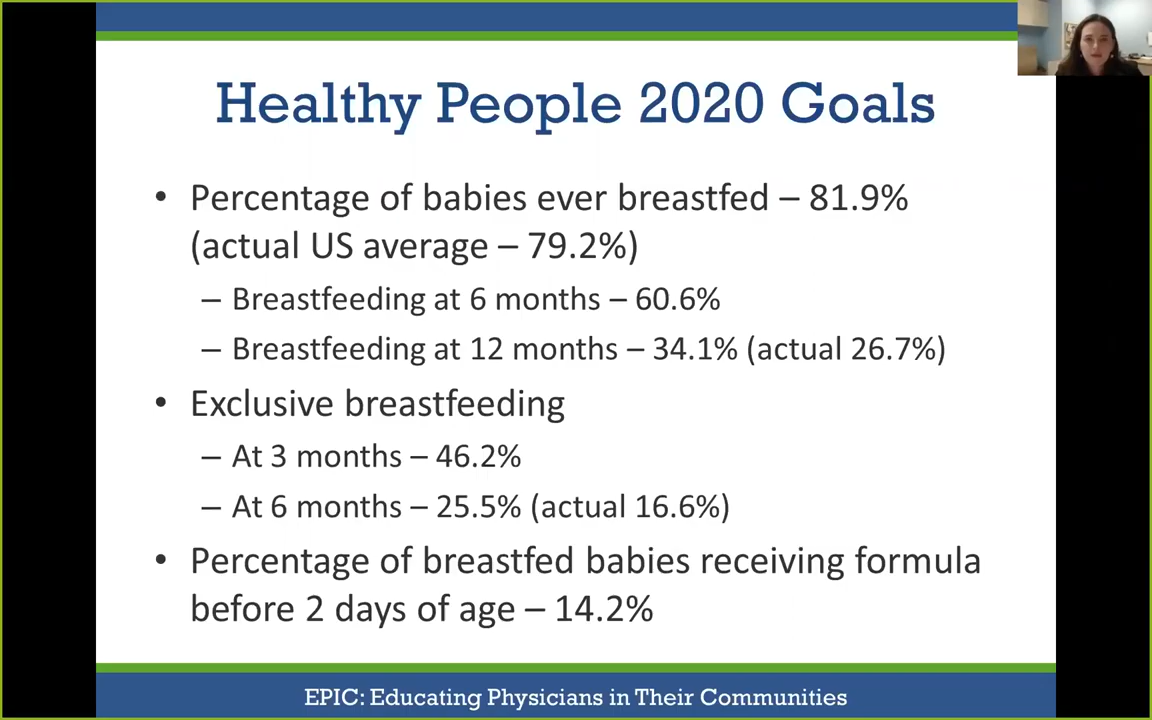 Healthy People 2020 Goals
• Percentage of babies ever breastfed – 81.9%
(actual US average – 79.2%)
– Breastfeeding at 6 months – 60.6%
– Breastfeeding at 12 months – 34.1% (actual 26.7%)
• Exclusive breastfeeding
– At 3 months – 46.2%
– At 6 months – 25.5% (actual 16.6%)
• Percentage of breastfed babies receiving formula
before 2 days of age – 14.2%
EPIC: Educating Physicians in Their Communities